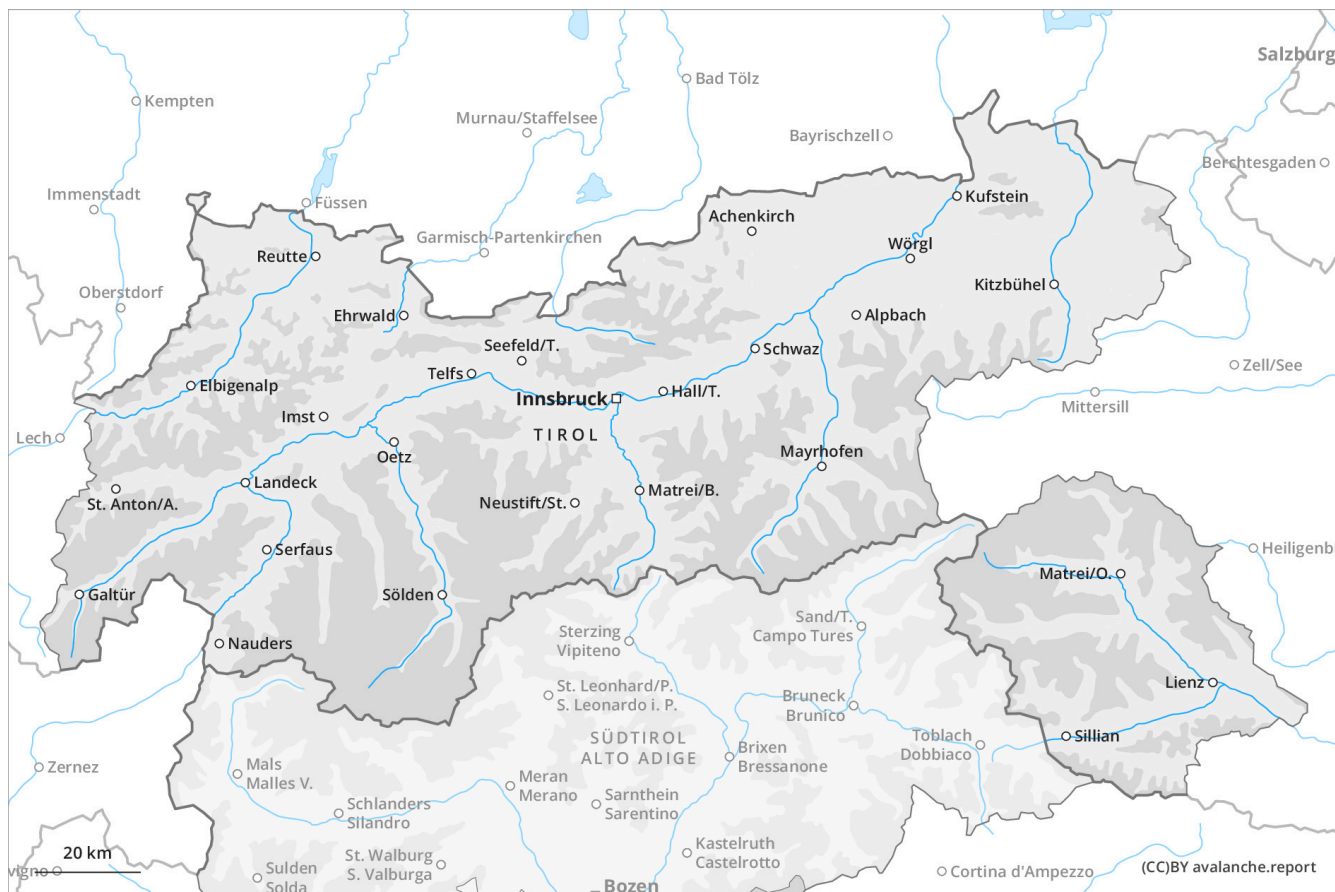 Salzburg
Kempten
Bad Tölz
Murnau/Staffelsee
Bayrischzell
Berchtesgaden
Immenstadt
Füssen
Kufstein
Achenkirch
Garmisch-Partenkirchen
Wörgl
Reutte
Kitzbühel
Oberstdorf
Ehrwald
Alpbach
Seefeld/T.
Schwaz
Telfs
Zell/See
Elbigenalp
Innsbruck
Hall/T.
Mittersill
Imst
TIROL
Lech
Oetz
Mayrhofen
Landeck
Matrei/B.
St. Anton/A.
Neustift/St.
Serfaus
Heiligenb
Matrei/O.
Galtür
Sölden
Sand/T.
Campo Tures
Sterzing
Vipiteno
Nauders
Lienz
St. Leonhard/P.
S. Leonardo i. P.
Bruneck
Brunico
SÜDTIROL
ALTO ADIGE
Toblach
Dobbiaco
Sillian
Brixen
Bressanone
Zernez
Mals
Malles V.
Meran
Merano
Schlanders
Silandro
Sarnthein
Sarentino
Kastelruth
Castelrotto
20 km
St. Walburg
S. Valburga
vigno
Sulden
Solda
Cortina d'Ampezzo
(CC)BY avalanche.report
Bozen